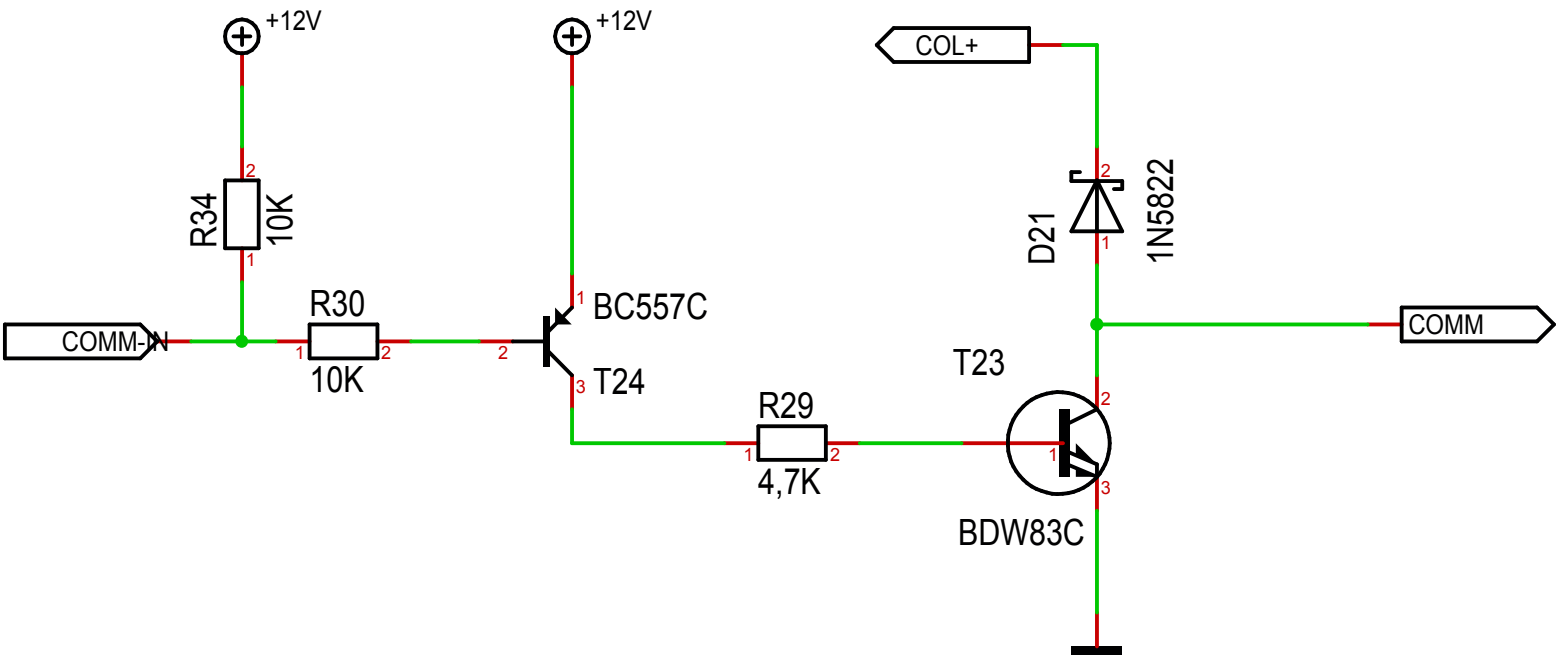 +12V
+12V
COL+
2
R34
10K
1
2
D21
1
1N5822
COMM-IN
R30
1
2
10K
2
1
BC557C
3
T24
COMM
T23
R29
1
2
4,7K
2
1
3
BDW83C